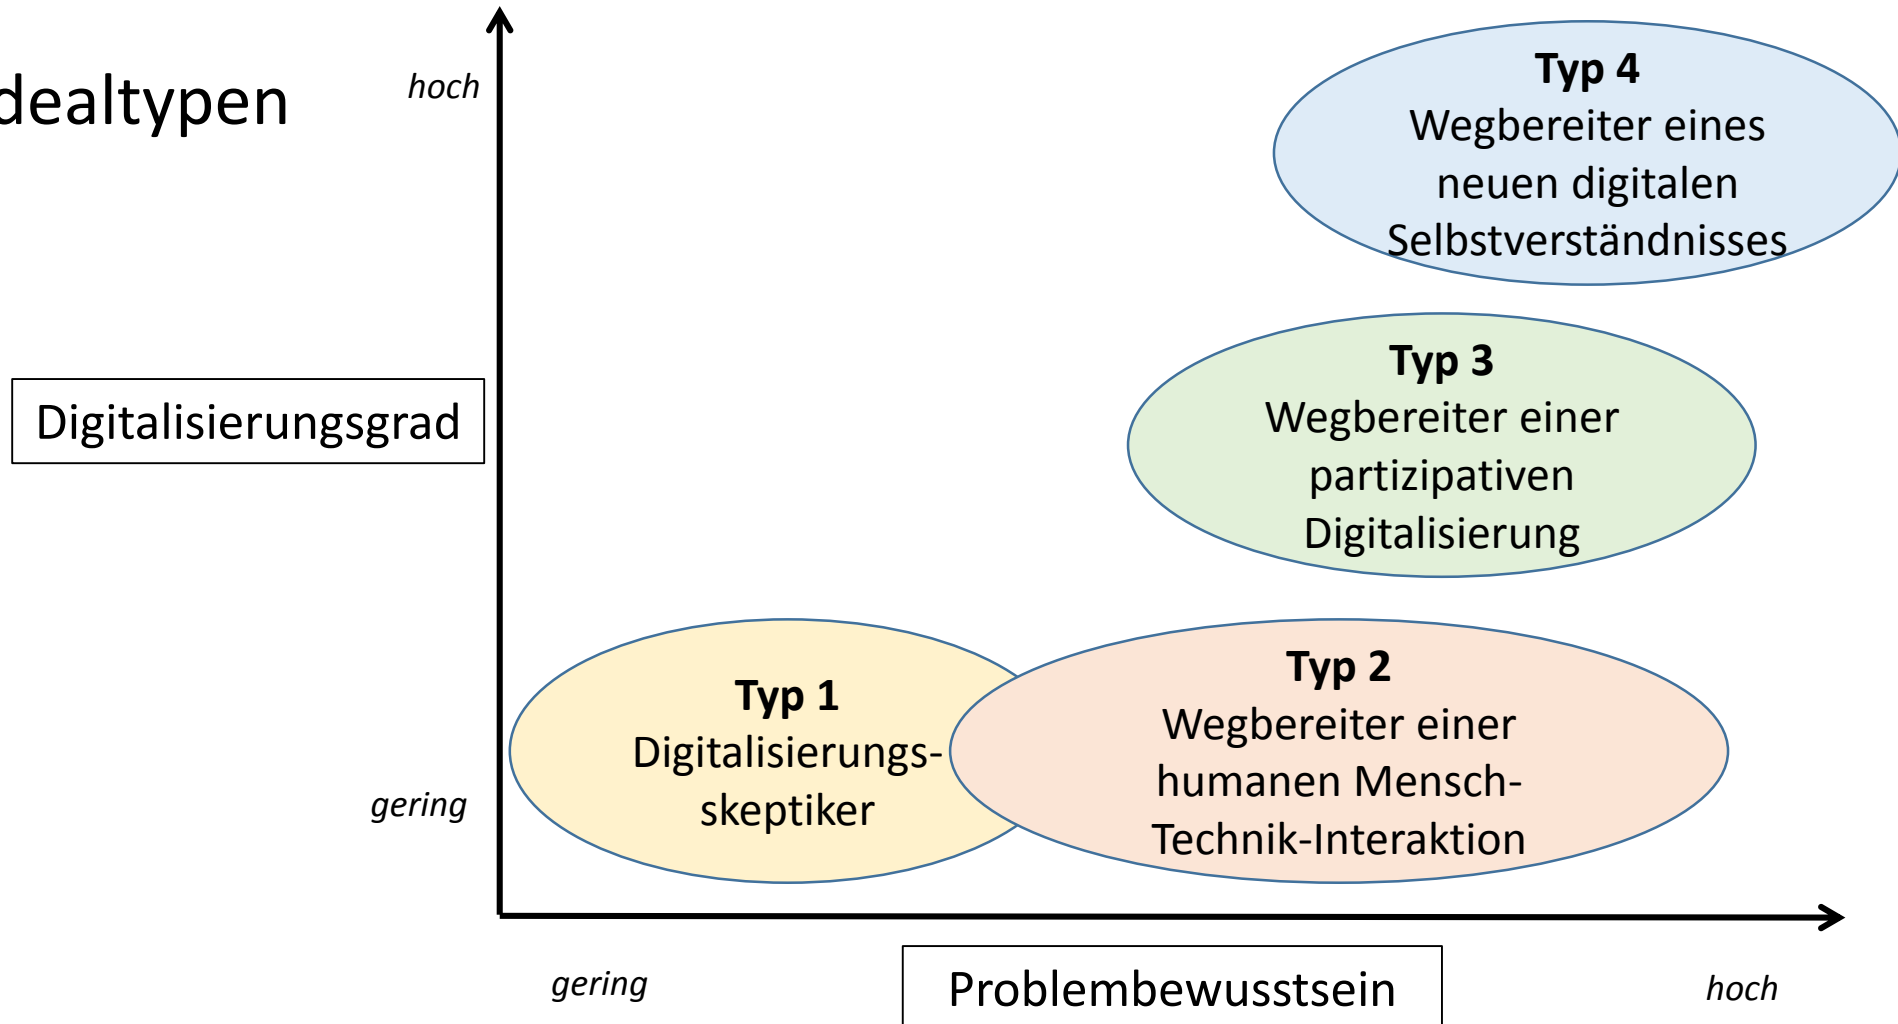 dealtypen
hoch
Typ 4
Wegbereiter eines
neuen digitalen
Selbstverständnisses
Typ 3
Wegbereiter einer
partizipativen
Digitalisierung
Digitalisierungsgrad
Typ 1
Digitalisierungs-
skeptiker
Typ 2
Wegbereiter einer
humanen Mensch-
Technik-Interaktion
gering
gering
Problembewusstsein
hoch